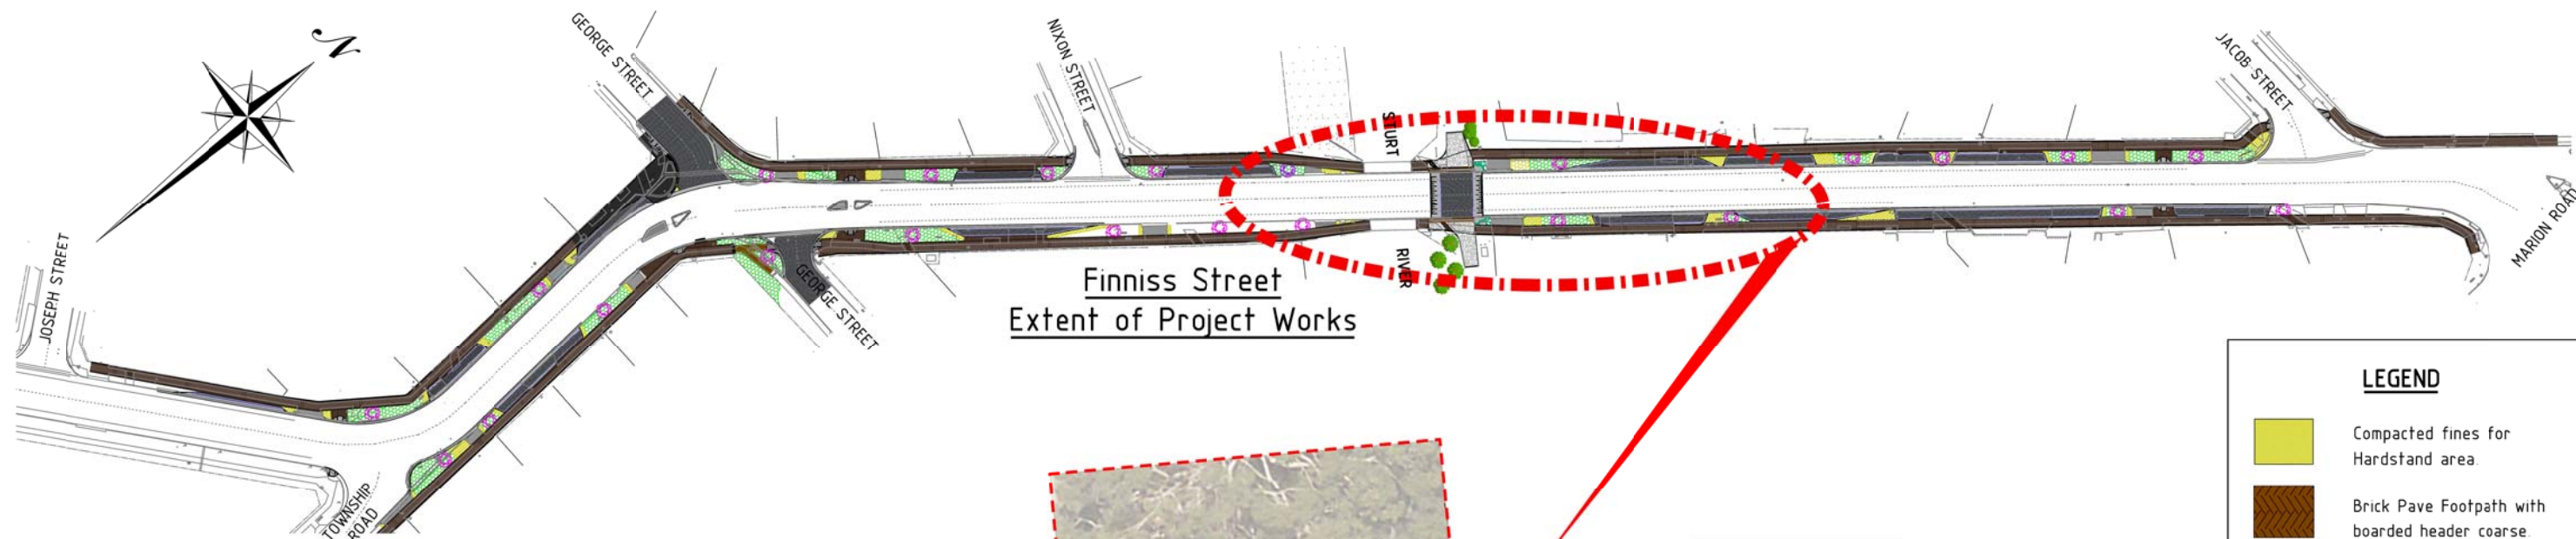 N
GEORGE STREET
NIXON STREET
STURT
JACOB STREET
MARION ROAD
JOSEPH STREET
GEORGE STREET
RIVER
Finniss Street
Extent of Project Works
TOWNSHIP
ROAD
LEGEND
Compacted fines for
Hardstand area.
Brick Pave Footpath with
boarded header coarse.